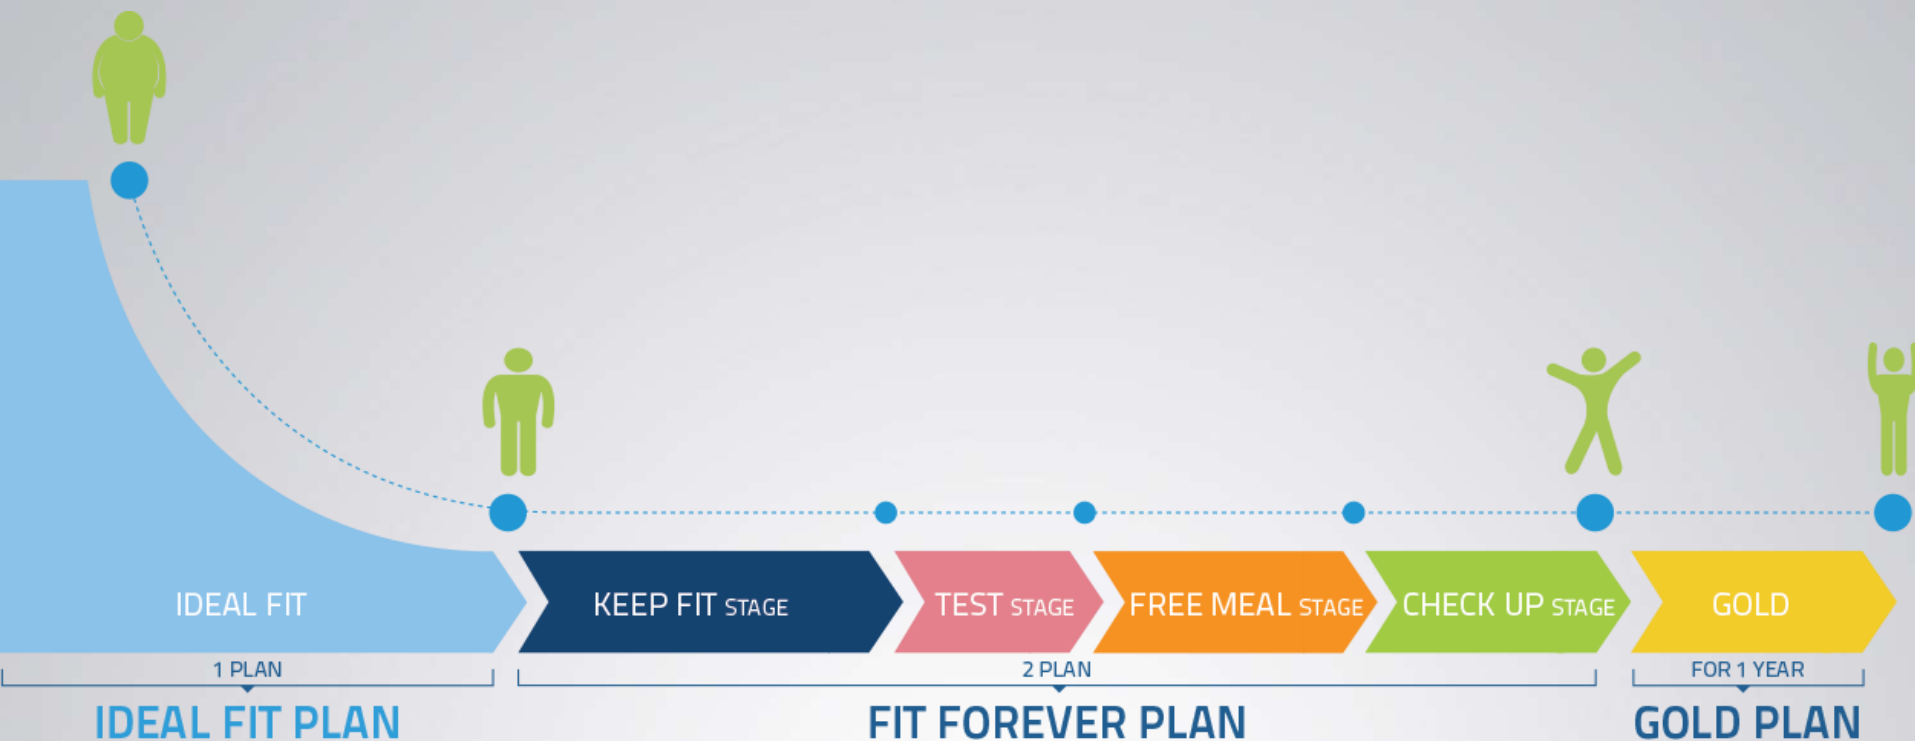 IDEAL FIT
KEEP FIT STAGE
TEST STAGE
FREE MEAL STAGE
CHECK UP STAGE
GOLD
1 PLAN
2 PLAN
FOR 1 YEAR
IDEAL FIT PLAN
FIT FOREVER PLAN
GOLD PLAN